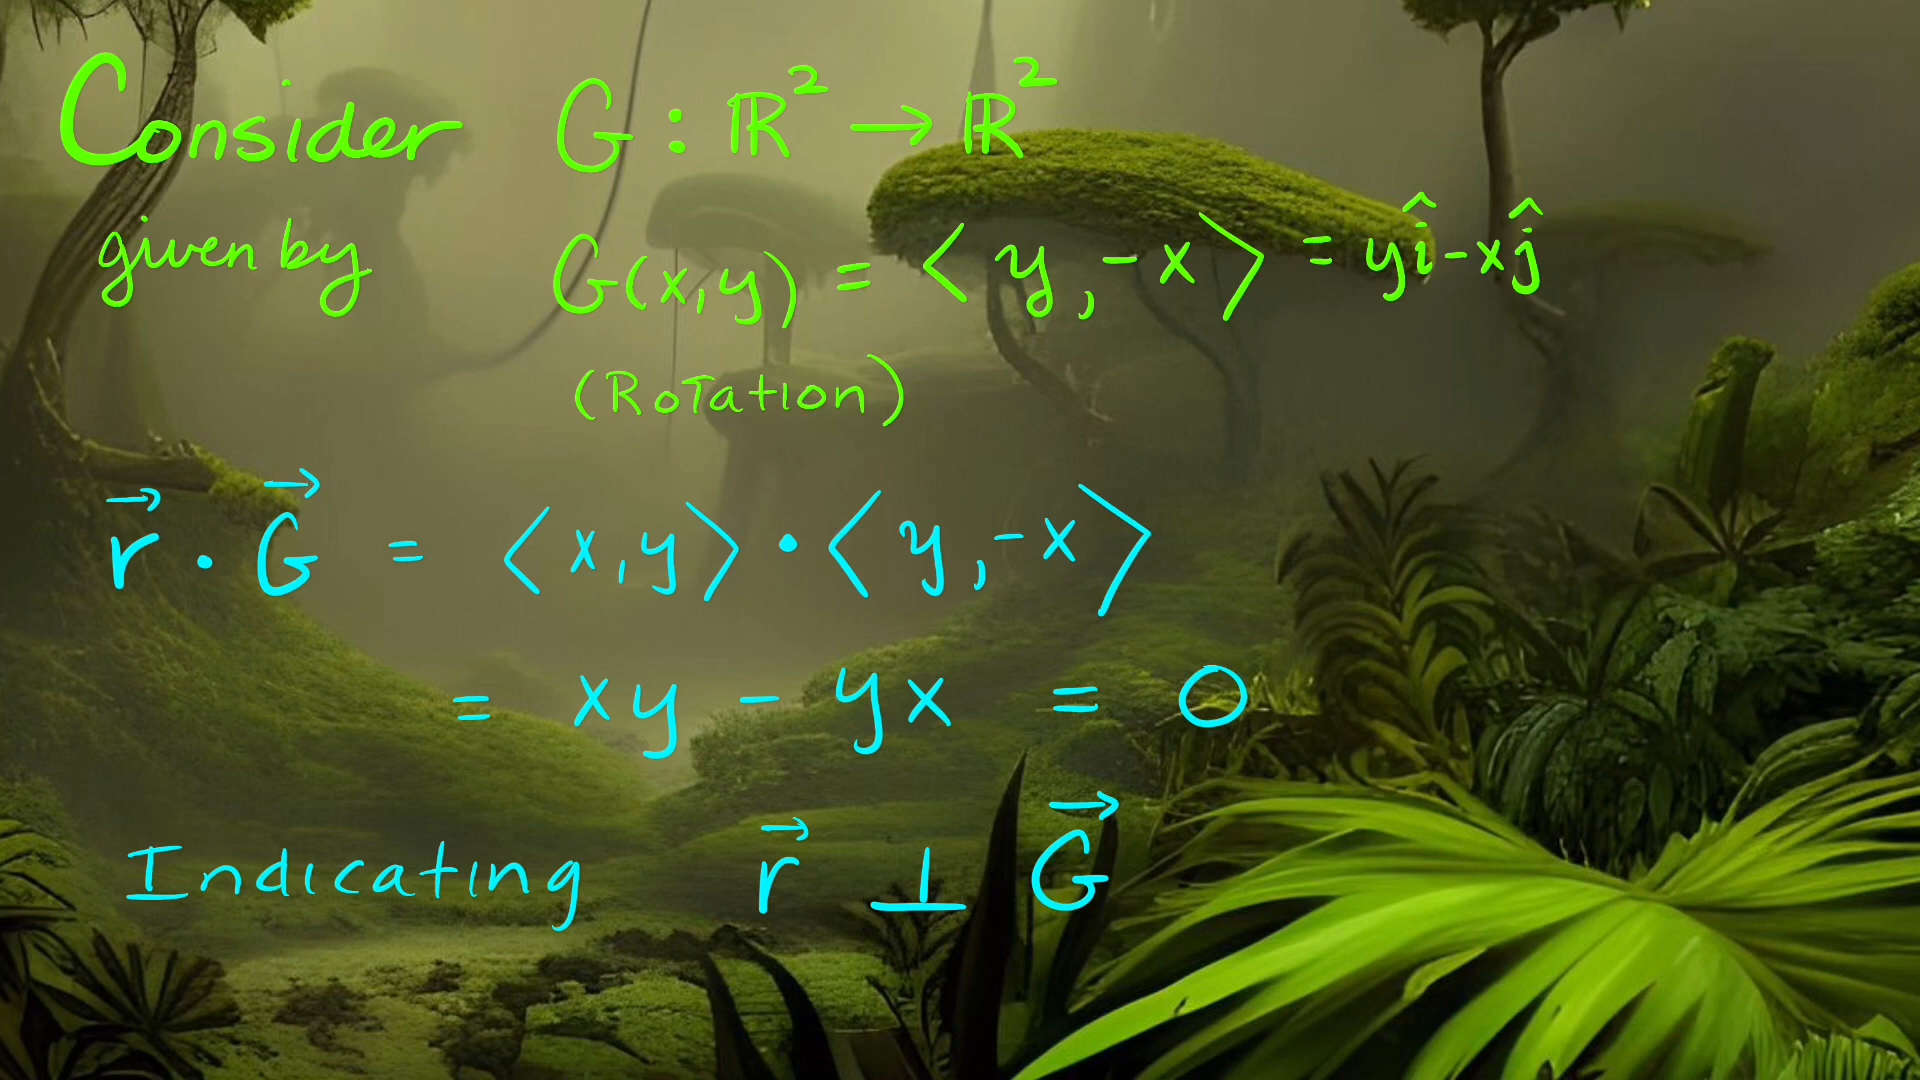 Consider G : ℝ² → ℝ²
given by G(x,y) = ⟨y, -x⟩ = yî - xĵ
(Rotation)
r⃗ · G⃗ = ⟨x,y⟩ · ⟨y, -x⟩
= xy - yx = 0
Indicating r⃗ ⊥ G⃗